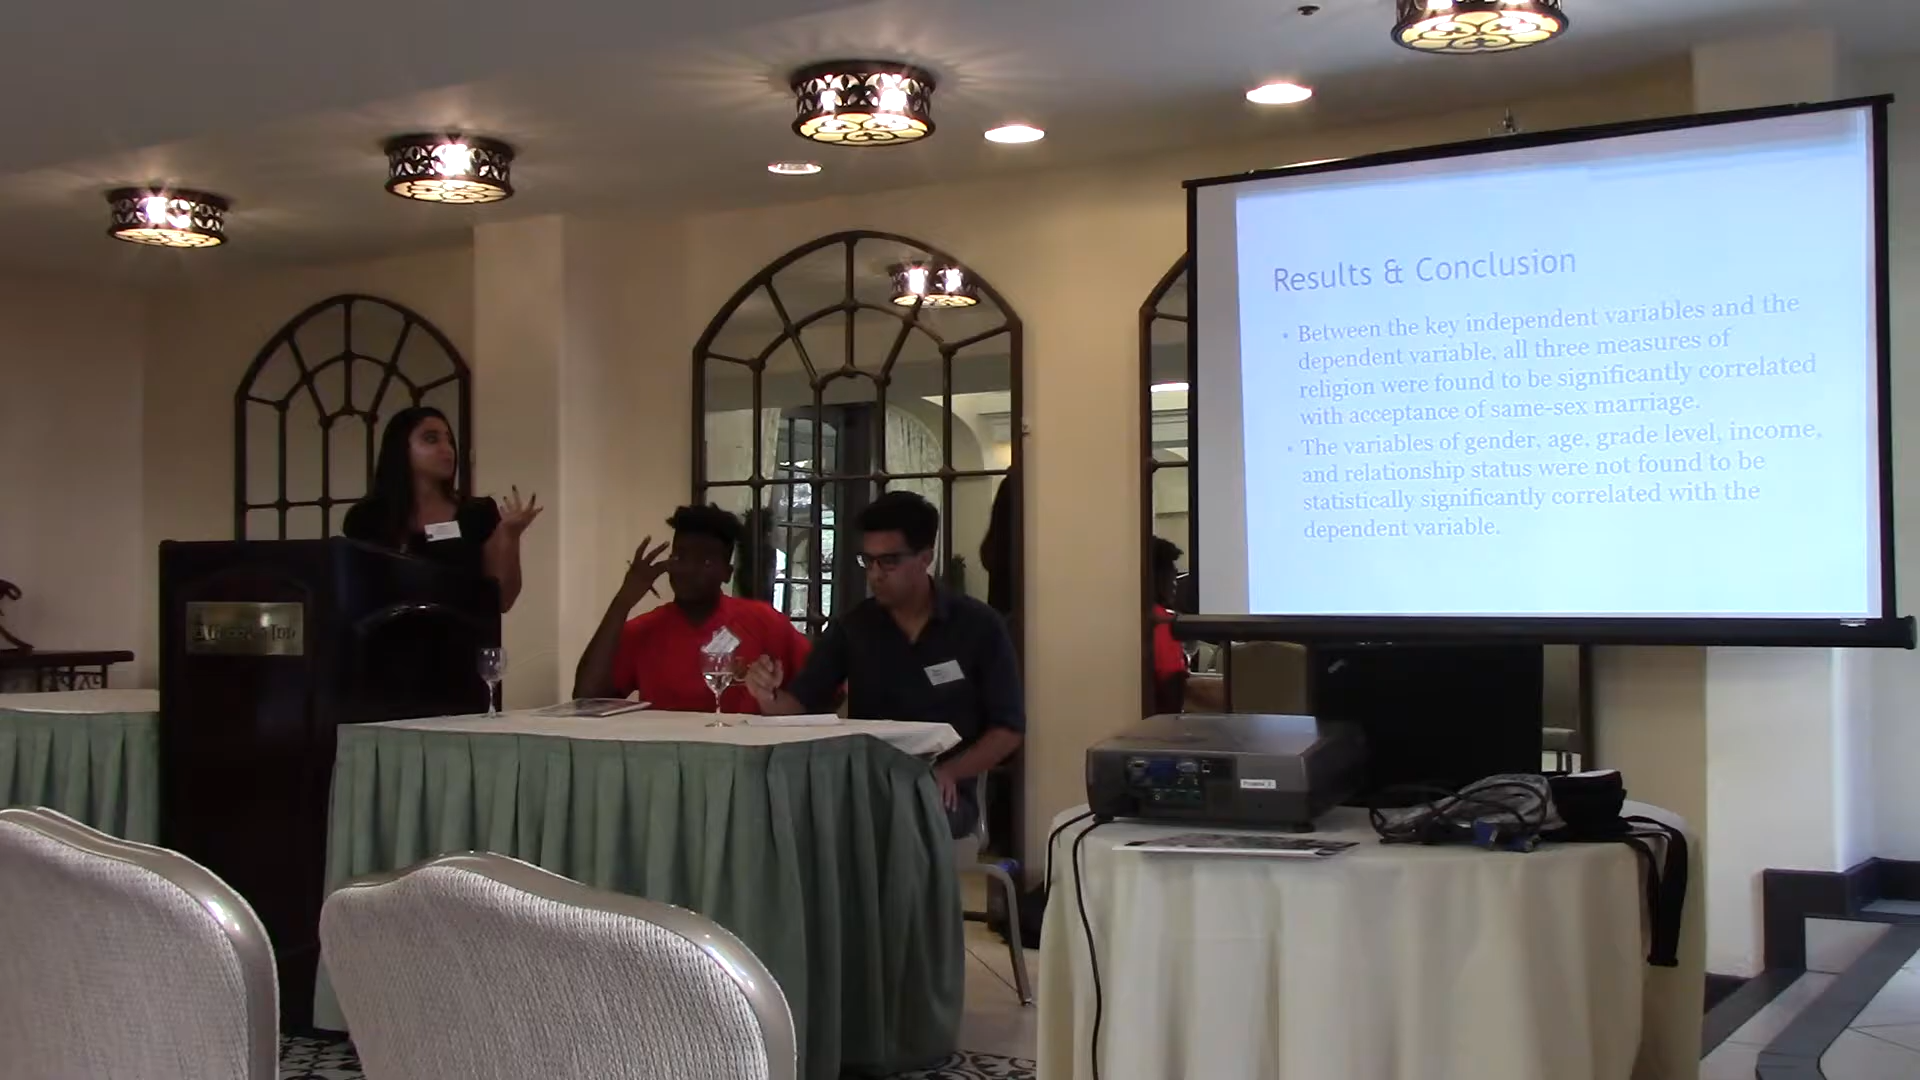 Results & Conclusion
• Between the key independent variables and the
dependent variable, all three measures of
religion were found to be significantly correlated
with acceptance of same-sex marriage.
• The variables of gender, age, grade level, income,
and relationship status were not found to be
statistically significantly correlated with the
dependent variable.